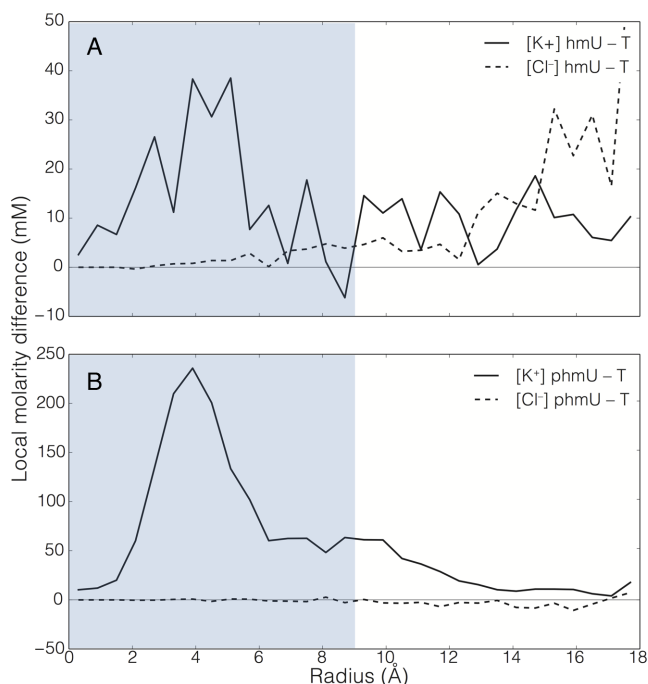 A
[K+] hmU – T
[Cl⁻] hmU – T
50
40
30
20
10
0
−10
Local molarity difference (mM)
B
[K⁺] phmU – T
[Cl⁻] phmU – T
250
200
150
100
50
0
−50
0 2 4 6 8 10 12 14 16 18
Radius (Å)